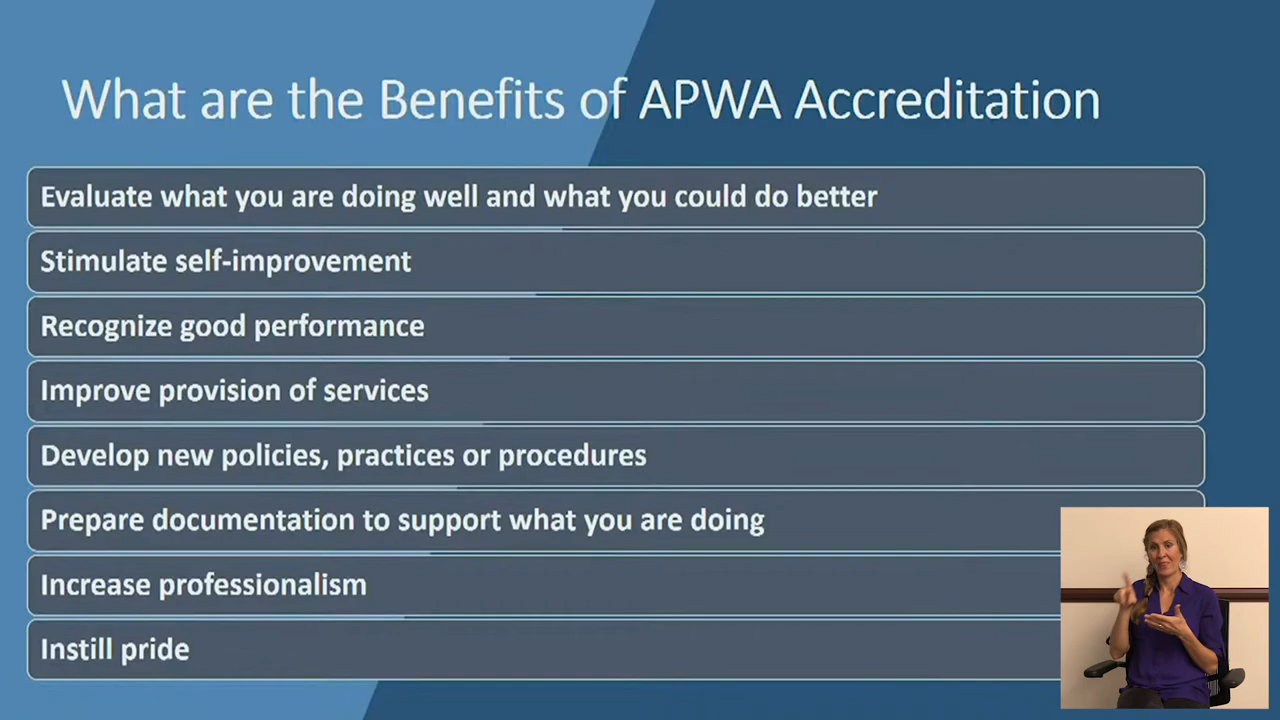 What are the Benefits of APWA Accreditation
Evaluate what you are doing well and what you could do better
Stimulate self-improvement
Recognize good performance
Improve provision of services
Develop new policies, practices or procedures
Prepare documentation to support what you are doing
Increase professionalism
Instill pride